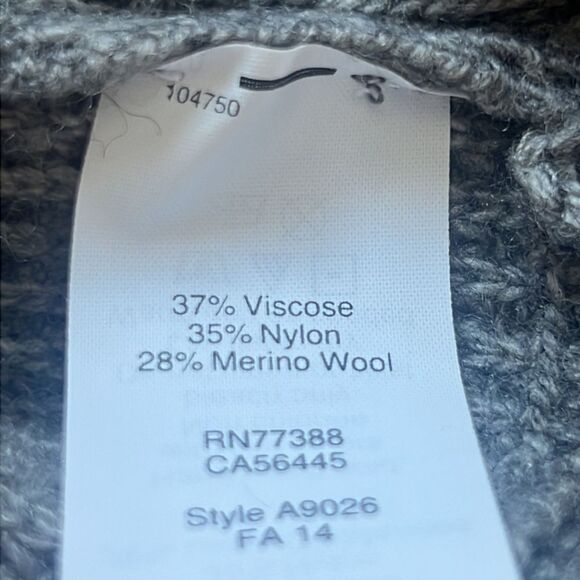 104750
5
37% Viscose
35% Nylon
28% Merino Wool
RN77388
CA56445
Style A9026
FA 14